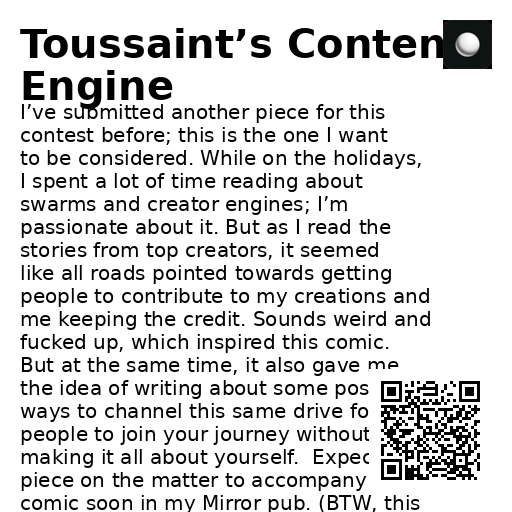 Toussaint’s Conten
Engine
I’ve submitted another piece for this
contest before; this is the one I want
to be considered. While on the holidays,
I spent a lot of time reading about
swarms and creator engines; I’m
passionate about it. But as I read the
stories from top creators, it seemed
like all roads pointed towards getting
people to contribute to my creations and
me keeping the credit. Sounds weird and
fucked up, which inspired this comic.
But at the same time, it also gave me
the idea of writing about some pos
ways to channel this same drive fo
people to join your journey without
making it all about yourself.  Expec
piece on the matter to accompany
comic soon in my Mirror pub. (BTW, this